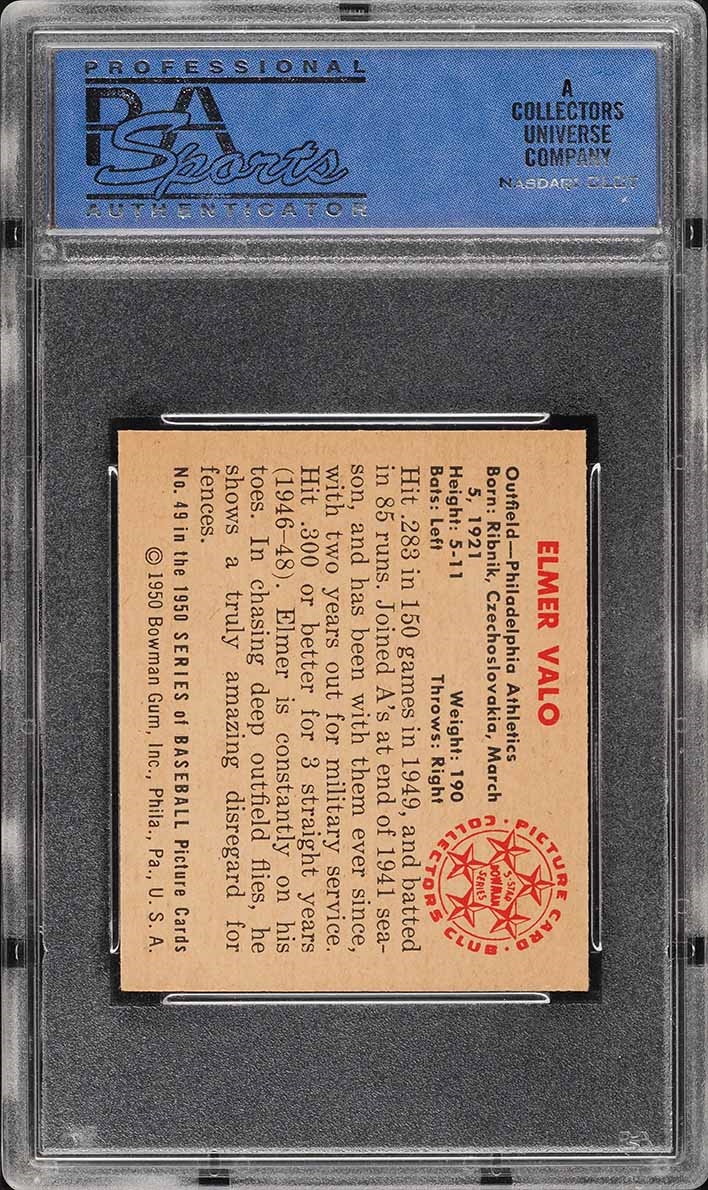 PROFESSIONAL
PSA
Sports
AUTHENTICATOR
A
COLLECTORS
UNIVERSE
COMPANY
NASDAQ: CLCT
ELMER VALO
Outfield—Philadelphia Athletics
Born: Ribnik, Czechoslovakia, March
5, 1921
Height: 5-11 Weight: 190
Bats: Left Throws: Right
PICTURE CARD · COLLECTORS CLUB ·
5-STAR
BOWMAN
SERIES
Hit .283 in 150 games in 1949, and batted
in 85 runs. Joined A's at end of 1941 sea-
son, and has been with them ever since,
with two years out for military service.
Hit .300 or better for 3 straight years
(1946-48). Elmer is constantly on his
toes. In chasing deep outfield flies, he
shows a truly amazing disregard for
fences.
No. 49 in the 1950 SERIES of BASEBALL Picture Cards
© 1950 Bowman Gum, Inc., Phila., Pa., U. S. A.
PSA